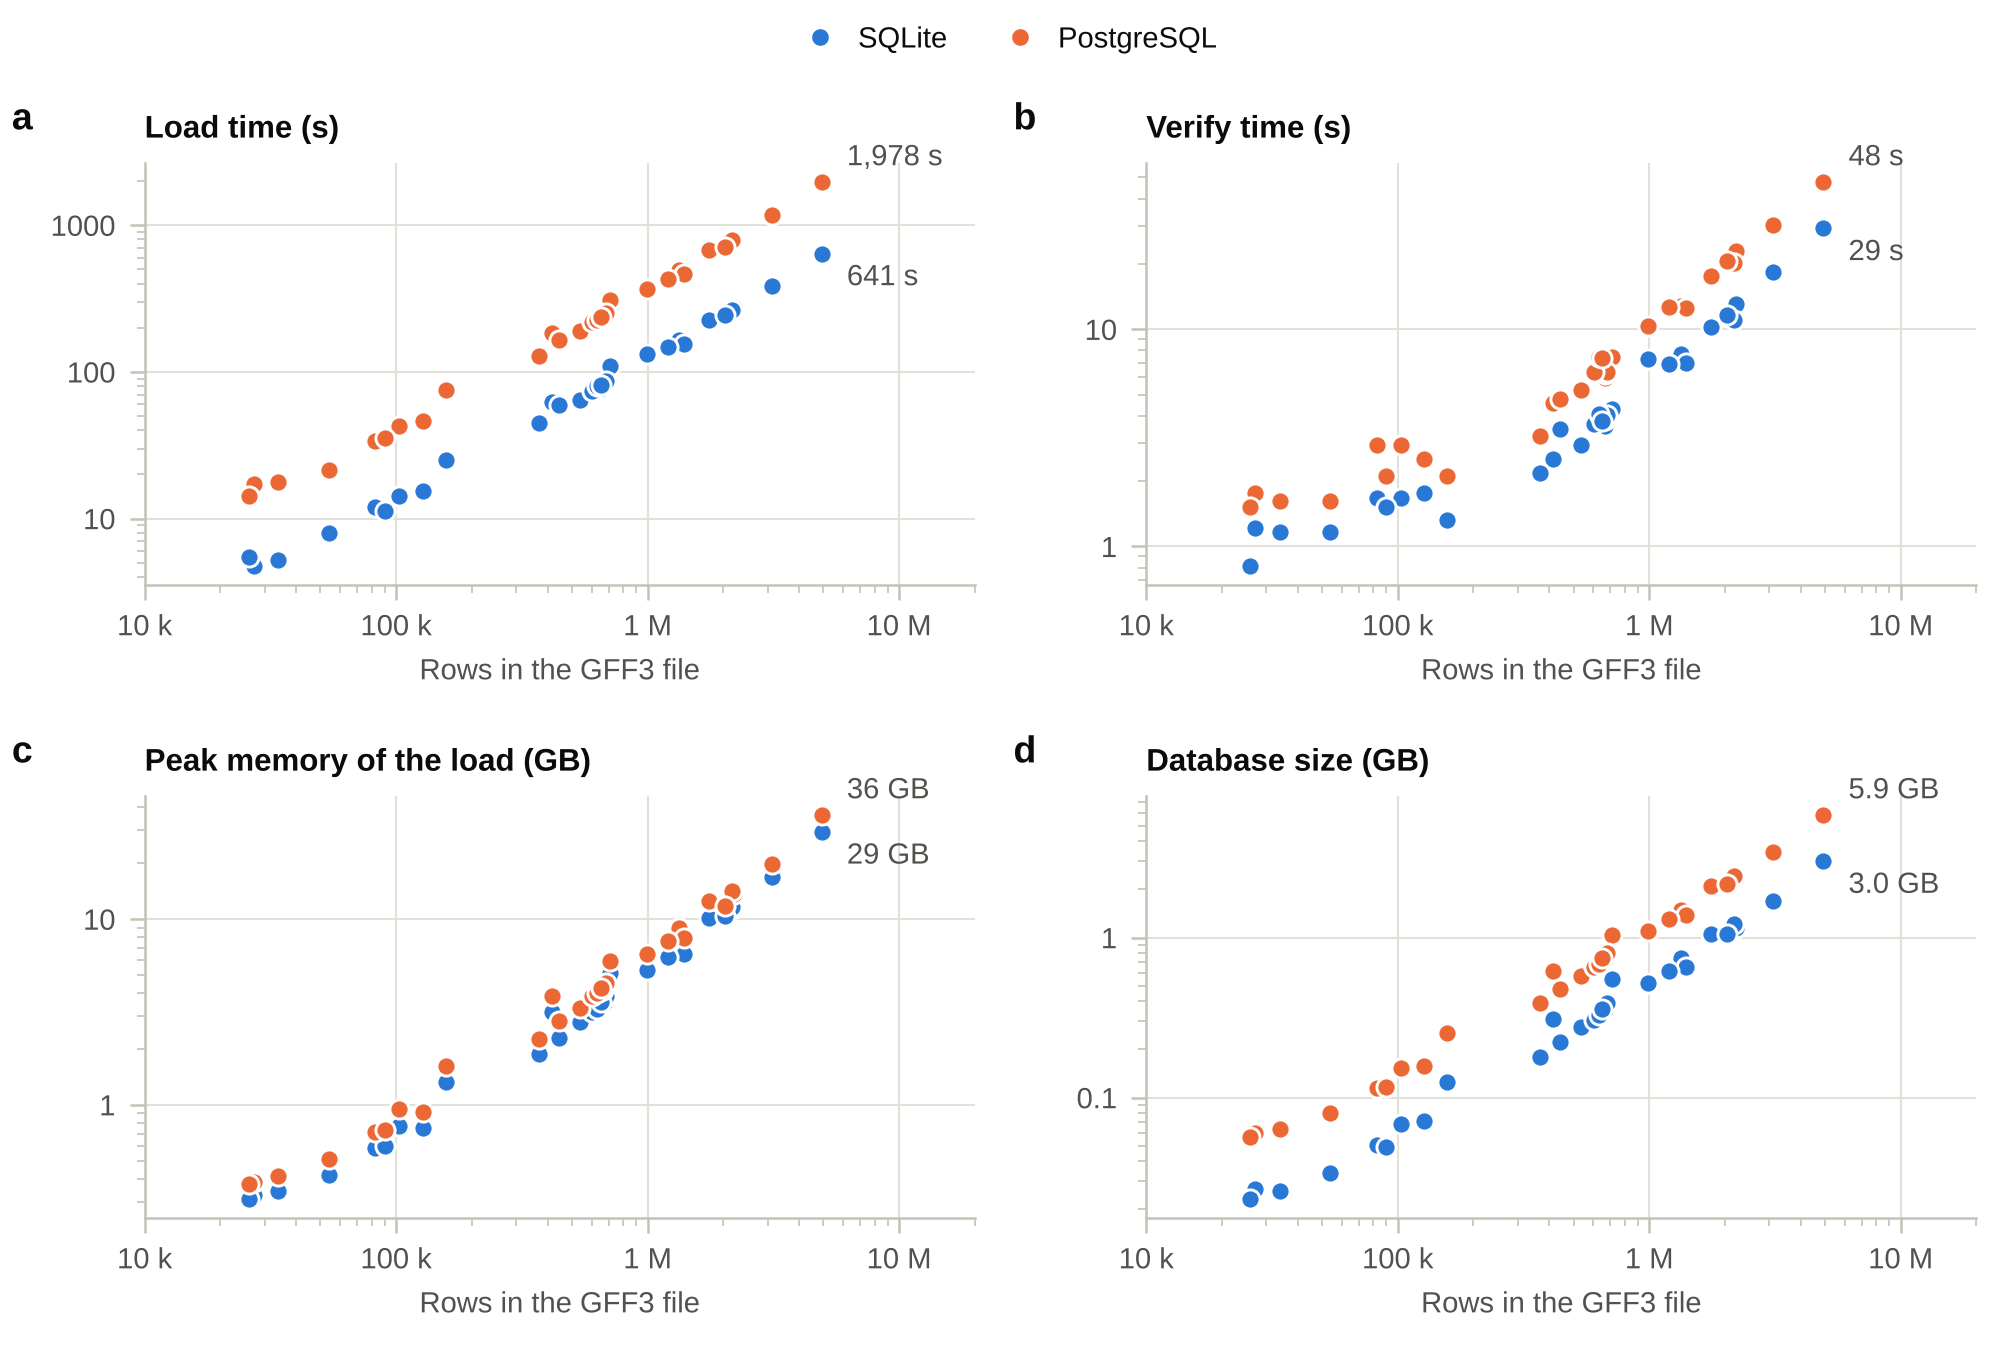 SQLite PostgreSQL
a Load time (s)
1,978 s
641 s
1000
100
10
10 k 100 k 1 M 10 M
Rows in the GFF3 file
b Verify time (s)
48 s
29 s
10
1
10 k 100 k 1 M 10 M
Rows in the GFF3 file
c Peak memory of the load (GB)
36 GB
29 GB
10
1
10 k 100 k 1 M 10 M
Rows in the GFF3 file
d Database size (GB)
5.9 GB
3.0 GB
1
0.1
10 k 100 k 1 M 10 M
Rows in the GFF3 file